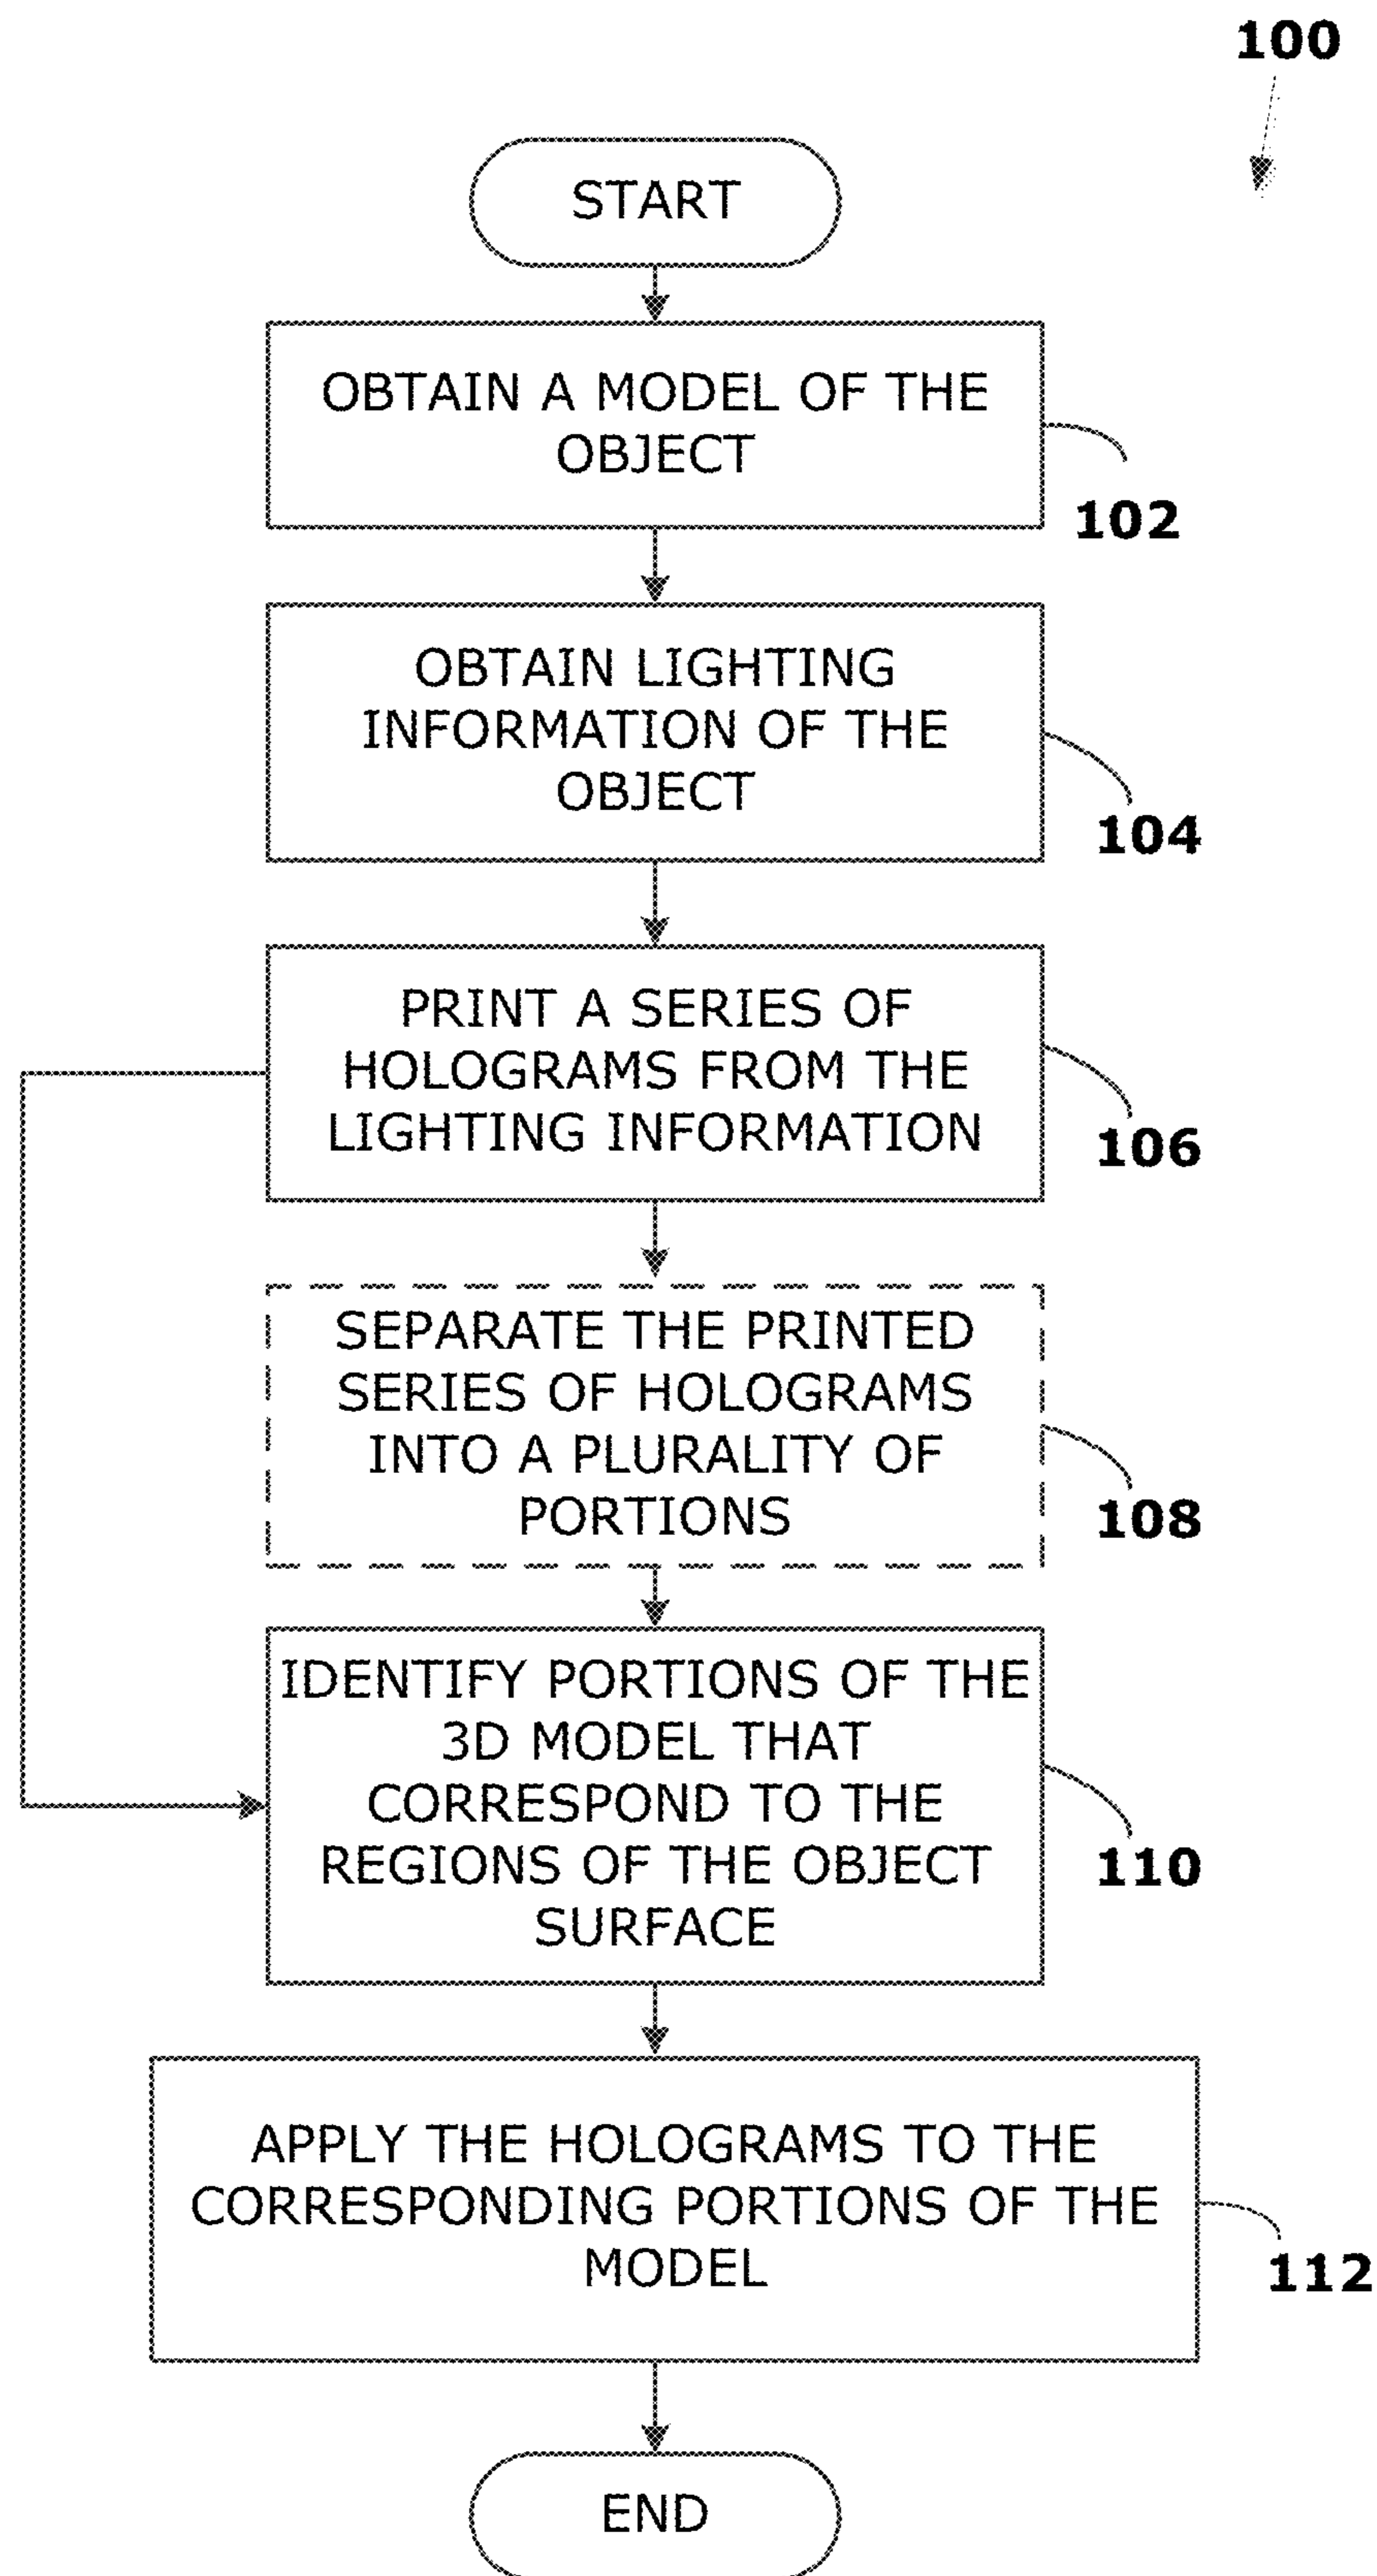 100
START
OBTAIN A MODEL OF THE
OBJECT
102
OBTAIN LIGHTING
INFORMATION OF THE
OBJECT
104
PRINT A SERIES OF
HOLOGRAMS FROM THE
LIGHTING INFORMATION
106
SEPARATE THE PRINTED
SERIES OF HOLOGRAMS
INTO A PLURALITY OF
PORTIONS
108
IDENTIFY PORTIONS OF THE
3D MODEL THAT
CORRESPOND TO THE
REGIONS OF THE OBJECT
SURFACE
110
APPLY THE HOLOGRAMS TO THE
CORRESPONDING PORTIONS OF THE
MODEL
112
END